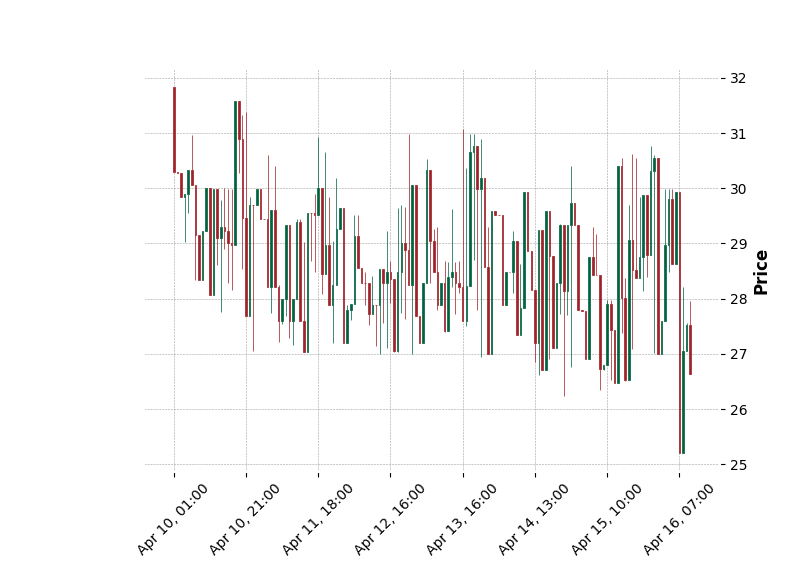 32
31
30
29
28
27
26
25
Price
Apr 10, 01:00
Apr 10, 21:00
Apr 11, 18:00
Apr 12, 16:00
Apr 13, 16:00
Apr 14, 13:00
Apr 15, 10:00
Apr 16, 07:00